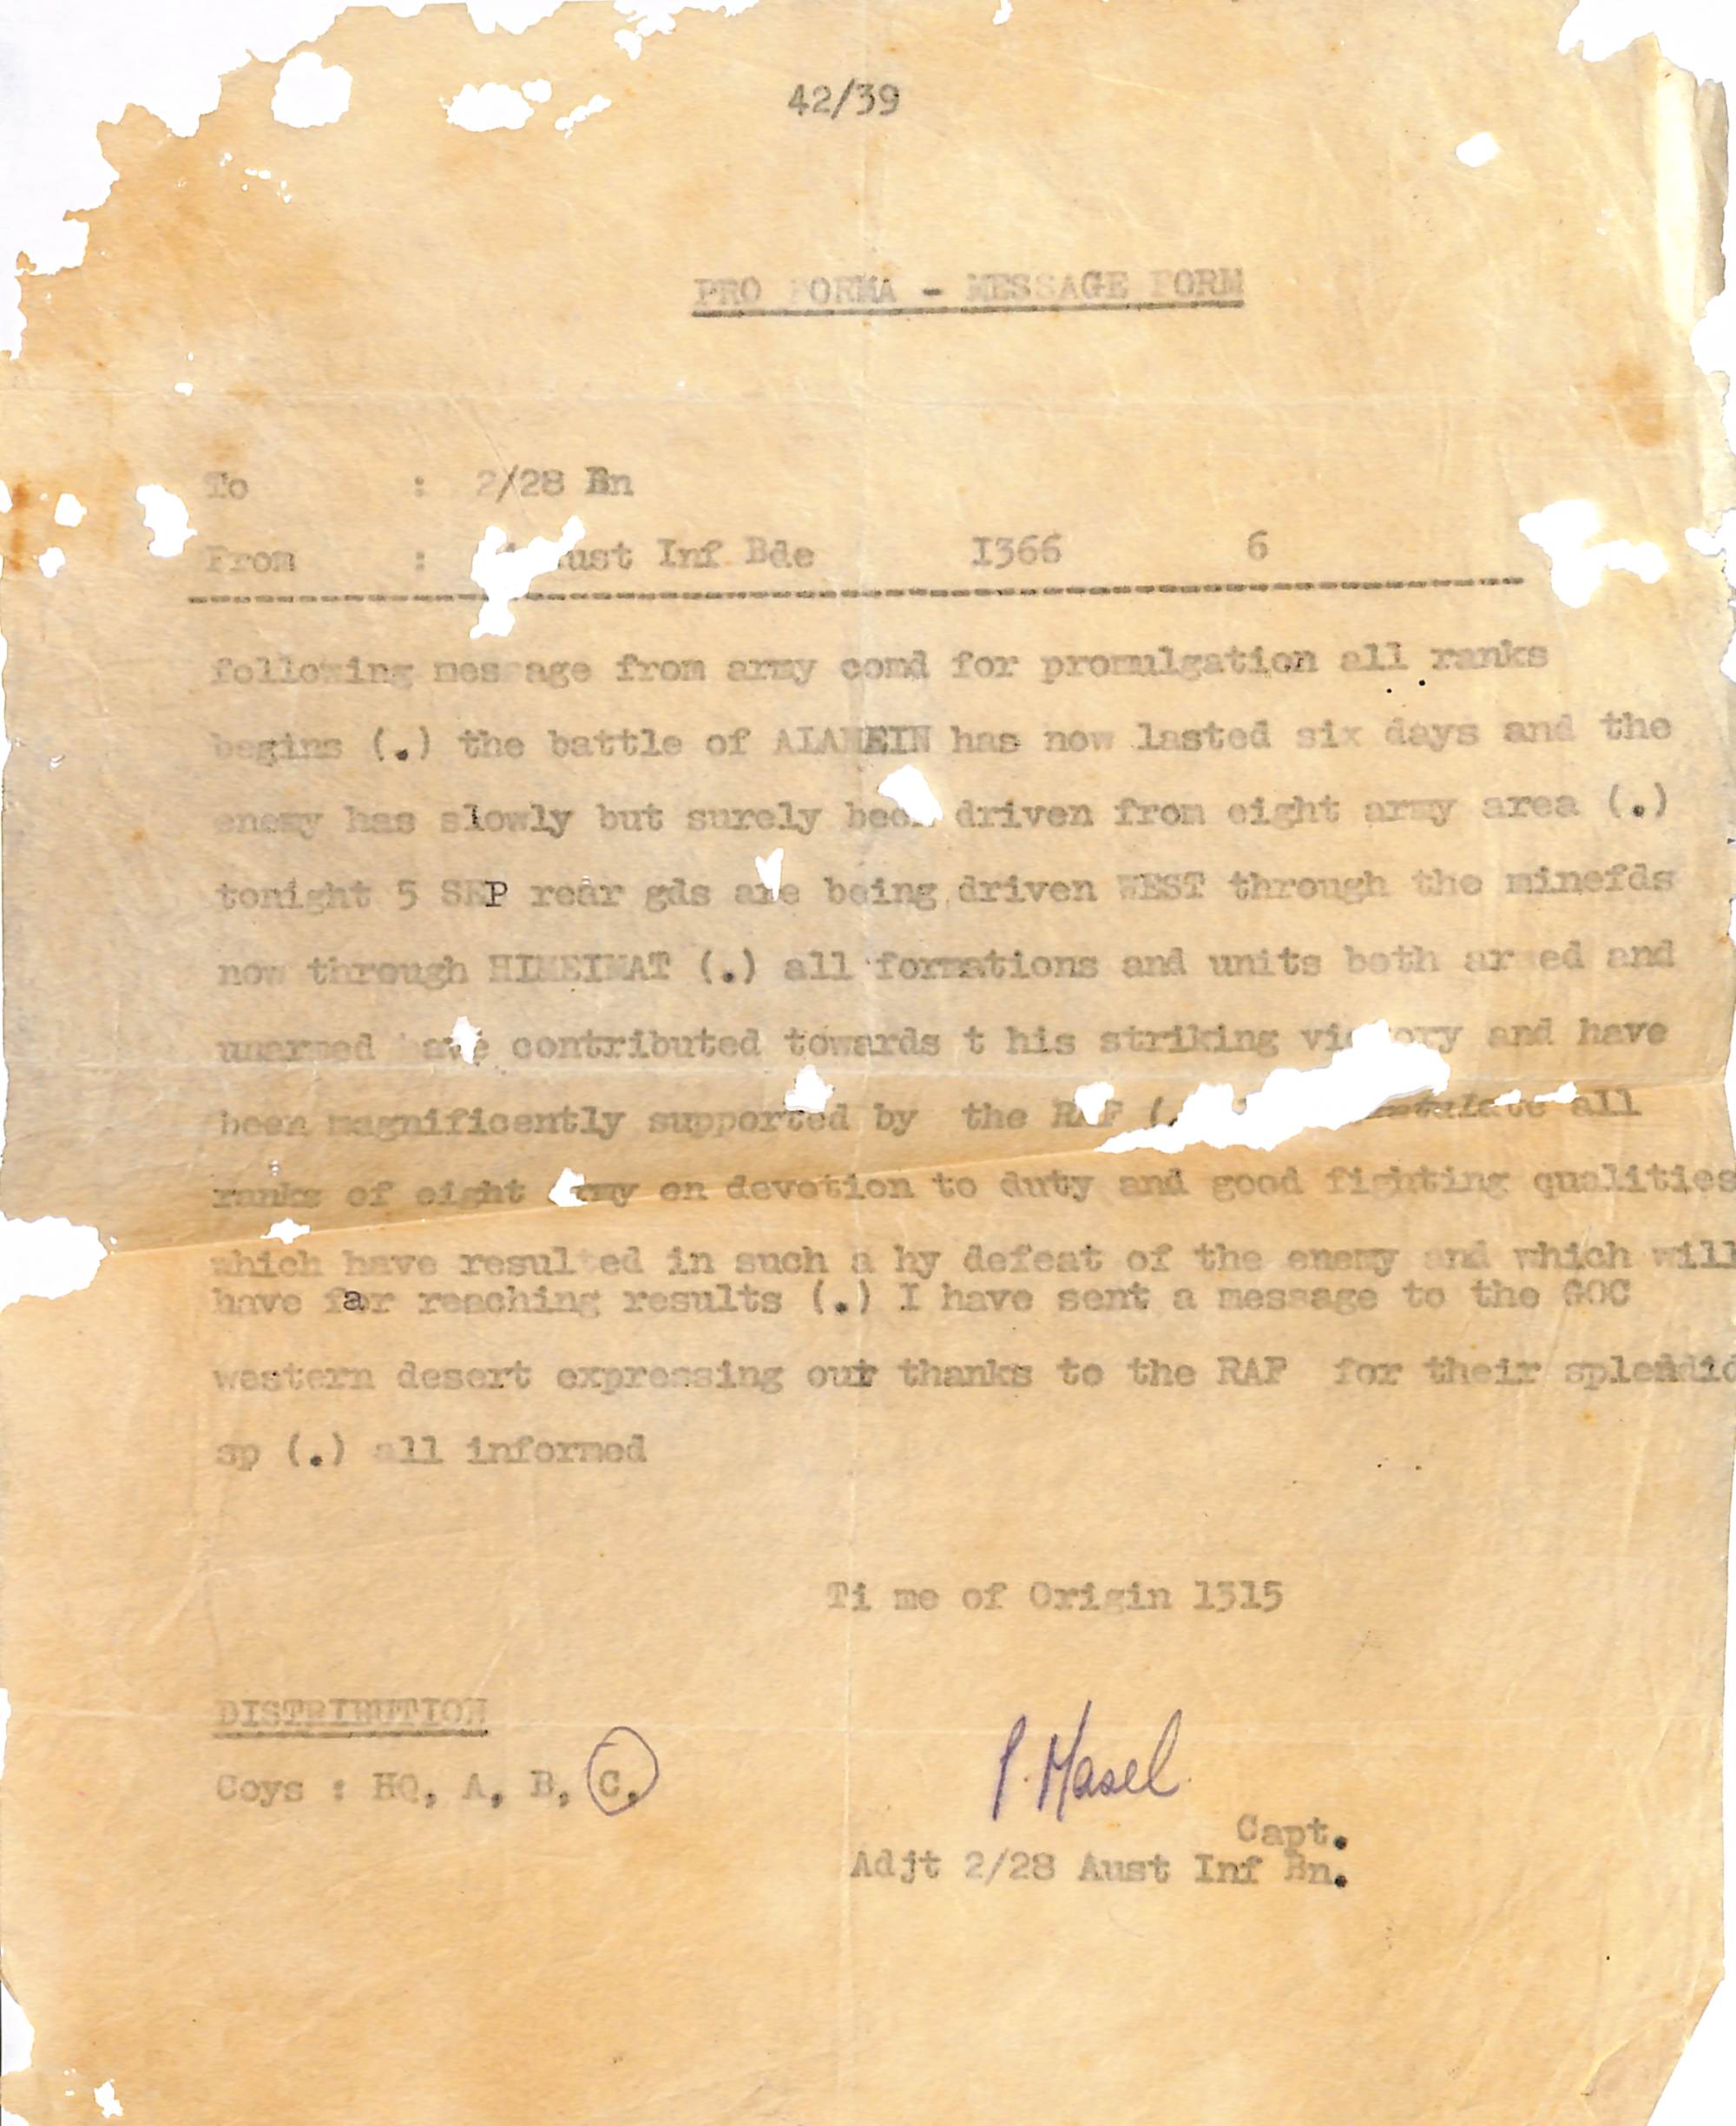 42/39
PRO FORMA - MESSAGE FORM
To : 2/28 Bn
From : Aust Inf Bde I366 6
following message from army comd for promulgation all ranks
begins (.) the battle of ALAMEIN has now lasted six days and the
enemy has slowly but surely been driven from eight army area (.)
tonight 5 SEP rear gds are being driven WEST through the minefds
now through HIMEIMAT (.) all formations and units both armed and
unarmed have contributed towards t his striking victory and have
been magnificently supported by the RAF (. all
ranks of eight army on devotion to duty and good fighting qualities
which have resulted in such a hy defeat of the enemy and which will
have far reaching results (.) I have sent a message to the GOC
western desert expressing our thanks to the RAF for their splendid
sp (.) all informed
Ti me of Origin 1315
DISTRIBUTION
Coys : HQ, A, B, C,
P. Masel
Capt.
Adjt 2/28 Aust Inf Bn.